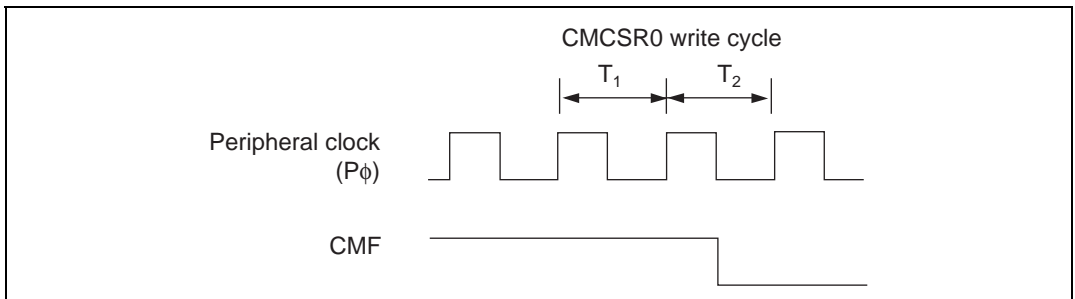 CMCSR0 write cycle
T1 T2
Peripheral clock
(Pϕ)
CMF